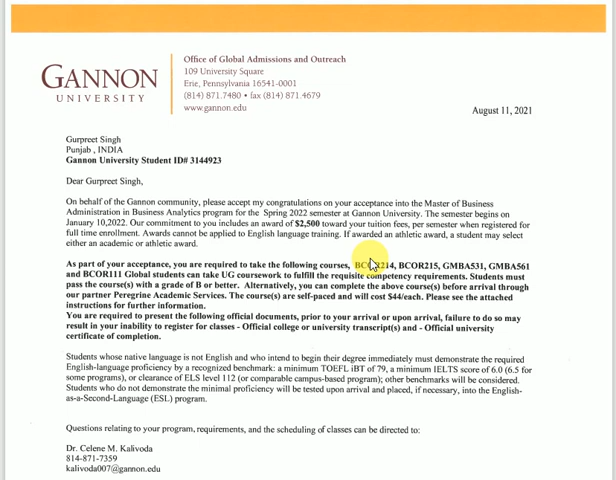 GANNON
UNIVERSITY
Office of Global Admissions and Outreach
109 University Square
Erie, Pennsylvania 16541-0001
(814) 871.7480 • fax (814) 871.4679
www.gannon.edu
August 11, 2021
Gurpreet Singh
Punjab , INDIA
Gannon University Student ID# 3144923
Dear Gurpreet Singh,
On behalf of the Gannon community, please accept my congratulations on your acceptance into the Master of Business
Administration in Business Analytics program for the Spring 2022 semester at Gannon University. The semester begins on
January 10,2022. Our commitment to you includes an award of $2,500 toward your tuition fees, per semester when registered for
full time enrollment. Awards cannot be applied to English language training. If awarded an athletic award, a student may select
either an academic or athletic award.
As part of your acceptance, you are required to take the following courses, BCOR214, BCOR215, GMBA531, GMBA561
and BCOR111 Global students can take UG coursework to fulfill the requisite competency requirements. Students must
pass the course(s) with a grade of B or better. Alternatively, you can complete the above course(s) before arrival through
our partner Peregrine Academic Services. The course(s) are self-paced and will cost $44/each. Please see the attached
instructions for further information.
You are required to present the following official documents, prior to your arrival or upon arrival, failure to do so may
result in your inability to register for classes - Official college or university transcript(s) and - Official university
certificate of completion.
Students whose native language is not English and who intend to begin their degree immediately must demonstrate the required
English-language proficiency by a recognized benchmark: a minimum TOEFL iBT of 79, a minimum IELTS score of 6.0 (6.5 for
some programs), or clearance of ELS level 112 (or comparable campus-based program); other benchmarks will be considered.
Students who do not demonstrate the minimal proficiency will be tested upon arrival and placed, if necessary, into the English-
as-a-Second-Language (ESL) program.
Questions relating to your program, requirements, and the scheduling of classes can be directed to:
Dr. Celene M. Kalivoda
814-871-7359
kalivoda007@gannon.edu